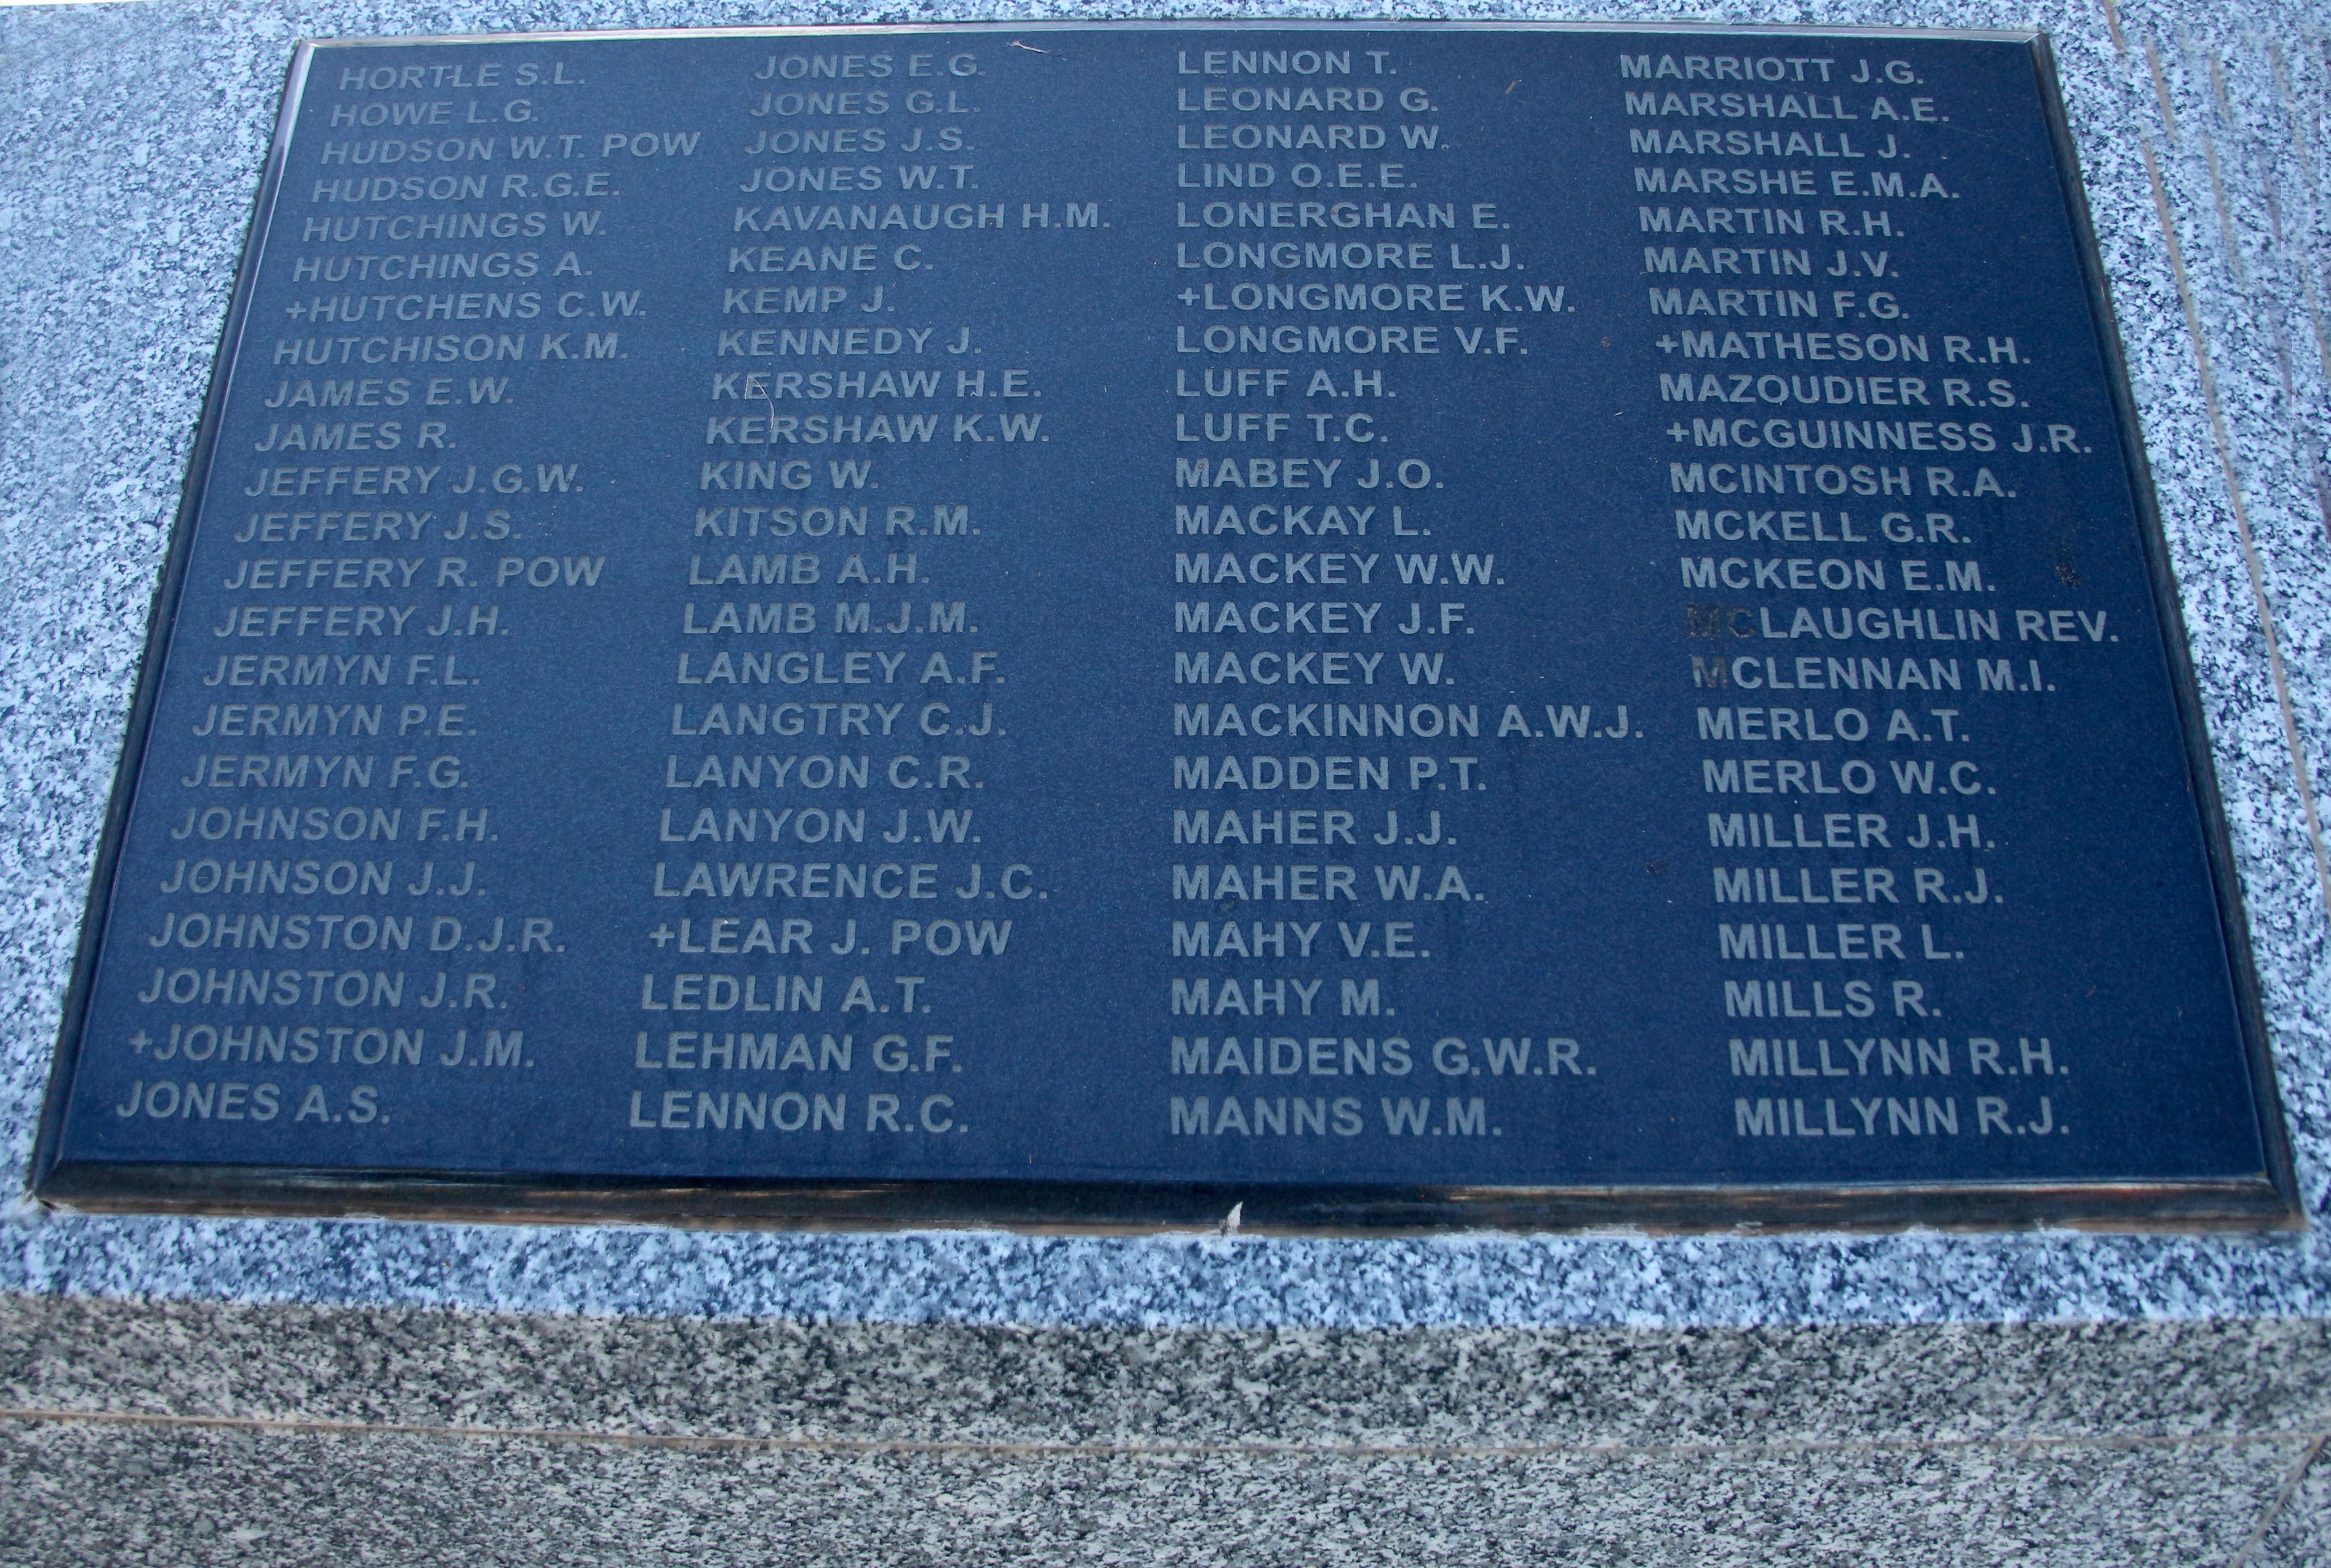 HORTLE S.L.
HOWE L.G.
HUDSON W.T. POW
HUDSON R.G.E.
HUTCHINGS W.
HUTCHINGS A.
+HUTCHENS C.W.
HUTCHISON K.M.
JAMES E.W.
JAMES R.
JEFFERY J.G.W.
JEFFERY J.S.
JEFFERY R. POW
JEFFERY J.H.
JERMYN F.L.
JERMYN P.E.
JERMYN F.G.
JOHNSON F.H.
JOHNSON J.J.
JOHNSTON D.J.R.
JOHNSTON J.R.
+JOHNSTON J.M.
JONES A.S.
JONES E.G.
JONES G.L.
JONES J.S.
JONES W.T.
KAVANAUGH H.M.
KEANE C.
KEMP J.
KENNEDY J.
KERSHAW H.E.
KERSHAW K.W.
KING W.
KITSON R.M.
LAMB A.H.
LAMB M.J.M.
LANGLEY A.F.
LANGTRY C.J.
LANYON C.R.
LANYON J.W.
LAWRENCE J.C.
+LEAR J. POW
LEDLIN A.T.
LEHMAN G.F.
LENNON R.C.
LENNON T.
LEONARD G.
LEONARD W.
LIND O.E.E.
LONERGHAN E.
LONGMORE L.J.
+LONGMORE K.W.
LONGMORE V.F.
LUFF A.H.
LUFF T.C.
MABEY J.O.
MACKAY L.
MACKEY W.W.
MACKEY J.F.
MACKEY W.
MACKINNON A.W.J.
MADDEN P.T.
MAHER J.J.
MAHER W.A.
MAHY V.E.
MAHY M.
MAIDENS G.W.R.
MANNS W.M.
MARRIOTT J.G.
MARSHALL A.E.
MARSHALL J.
MARSHE E.M.A.
MARTIN R.H.
MARTIN J.V.
MARTIN F.G.
+MATHESON R.H.
MAZOUDIER R.S.
+MCGUINNESS J.R.
MCINTOSH R.A.
MCKELL G.R.
MCKEON E.M.
MCLAUGHLIN REV.
MCLENNAN M.I.
MERLO A.T.
MERLO W.C.
MILLER J.H.
MILLER R.J.
MILLER L.
MILLS R.
MILLYNN R.H.
MILLYNN R.J.